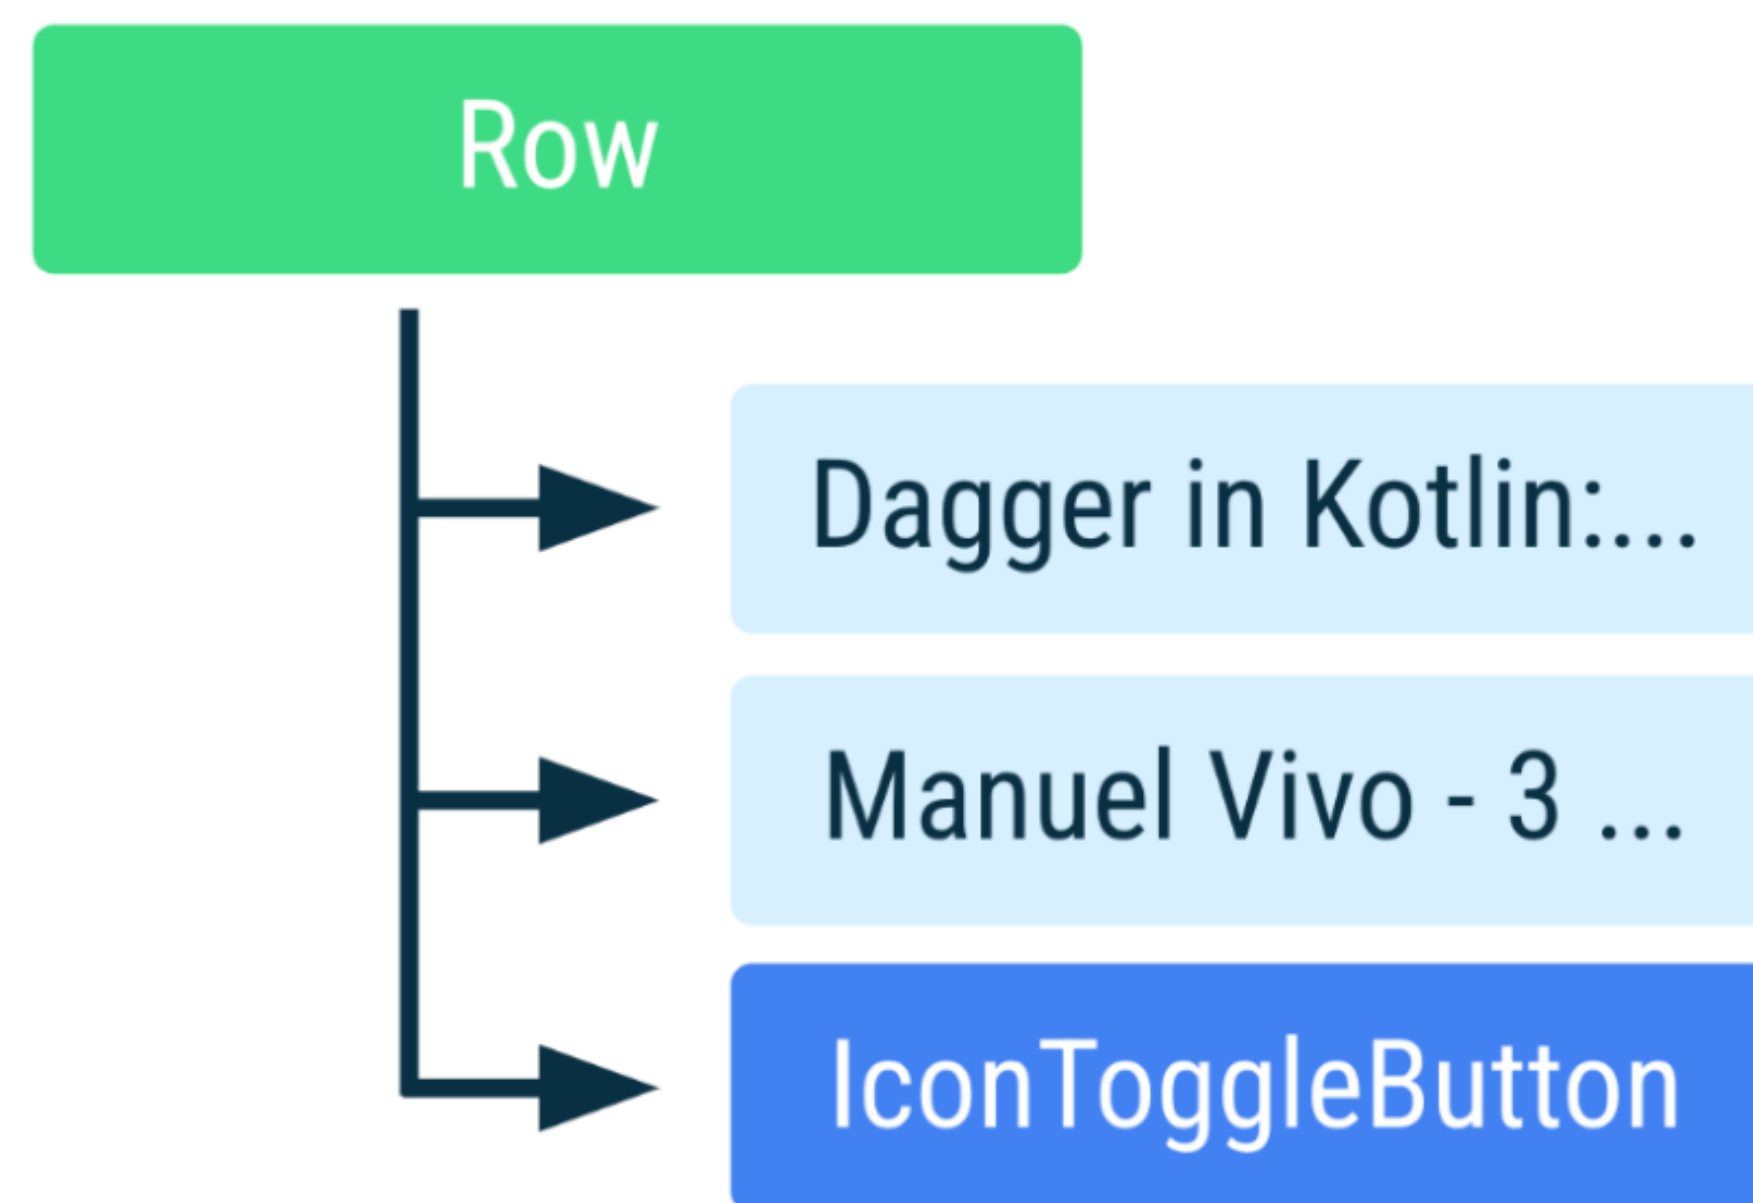 Row
Dagger in Kotlin:...
Manuel Vivo - 3 ...
IconToggleButton